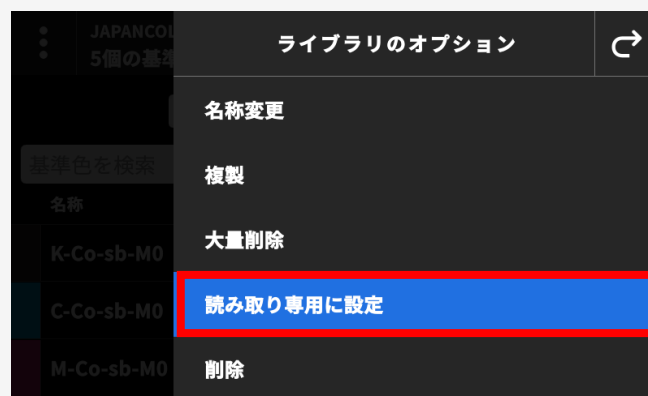 JAPANCOL
5個の基準
ライブラリのオプション
名称変更
基準色を検索
複製
名称
大量削除
K-Co-sb-M0
読み取り専用に設定
C-Co-sb-M0
削除
M-Co-sb-M0